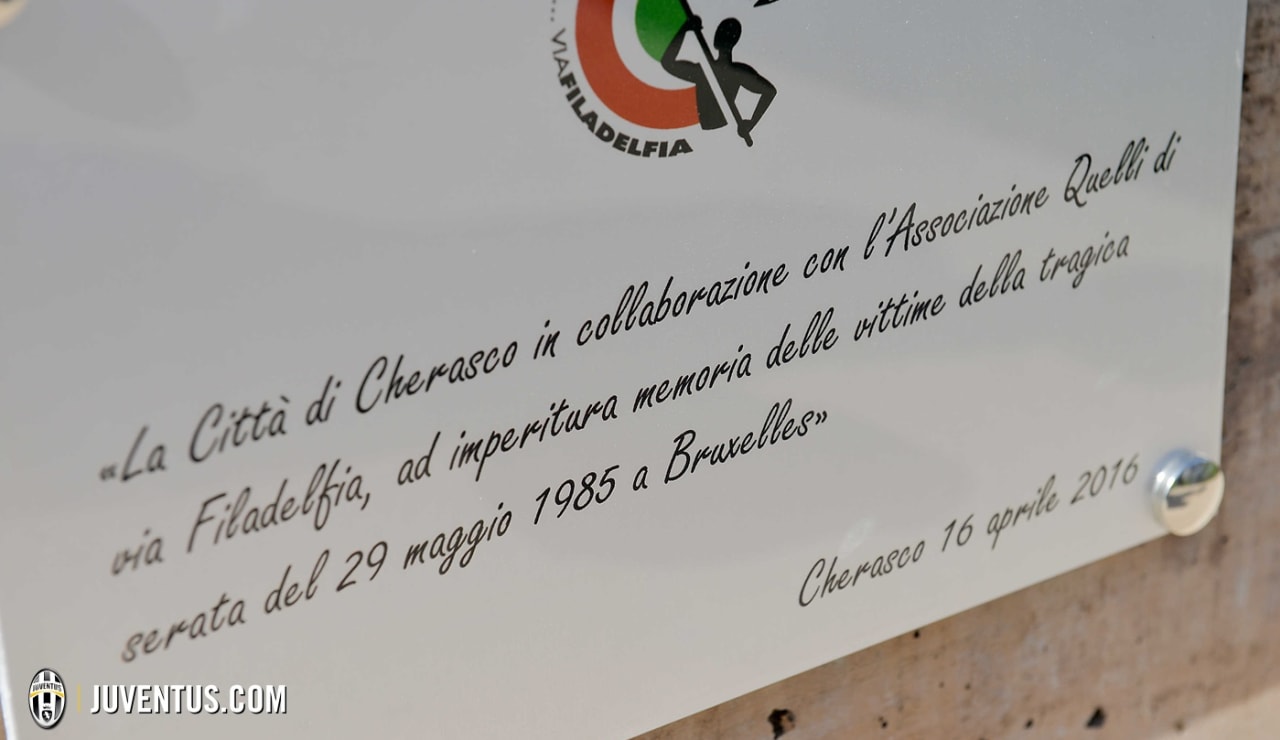 ... VIAFILADELFIA
«La Città di Cherasco in collaborazione con l'Associazione Quelli di
via Filadelfia, ad imperitura memoria delle vittime della tragica
serata del 29 maggio 1985 a Bruxelles»
Cherasco 16 aprile 2016
JUVENTUS.COM